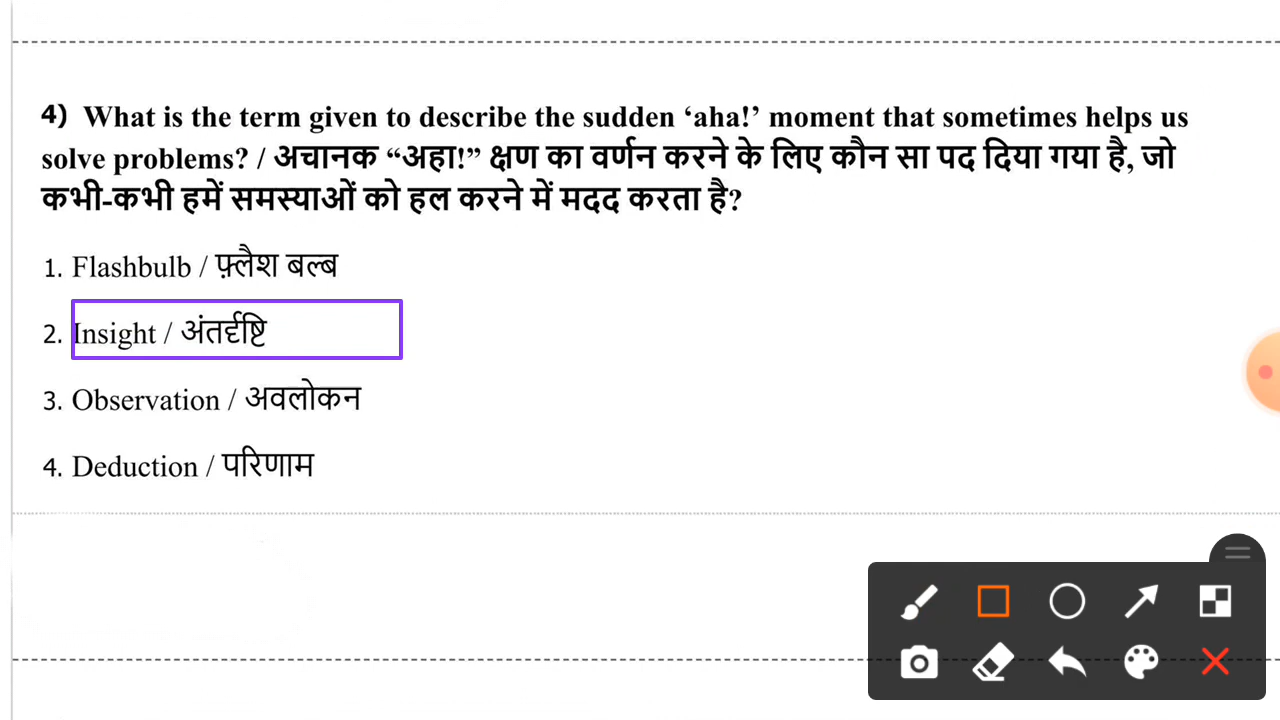 4) What is the term given to describe the sudden ‘aha!’ moment that sometimes helps us
solve problems? / अचानक “अहा!” क्षण का वर्णन करने के लिए कौन सा पद दिया गया है, जो
कभी-कभी हमें समस्याओं को हल करने में मदद करता है?
1. Flashbulb / फ़्लैश बल्ब
2. Insight / अंतर्दृष्टि
3. Observation / अवलोकन
4. Deduction / परिणाम